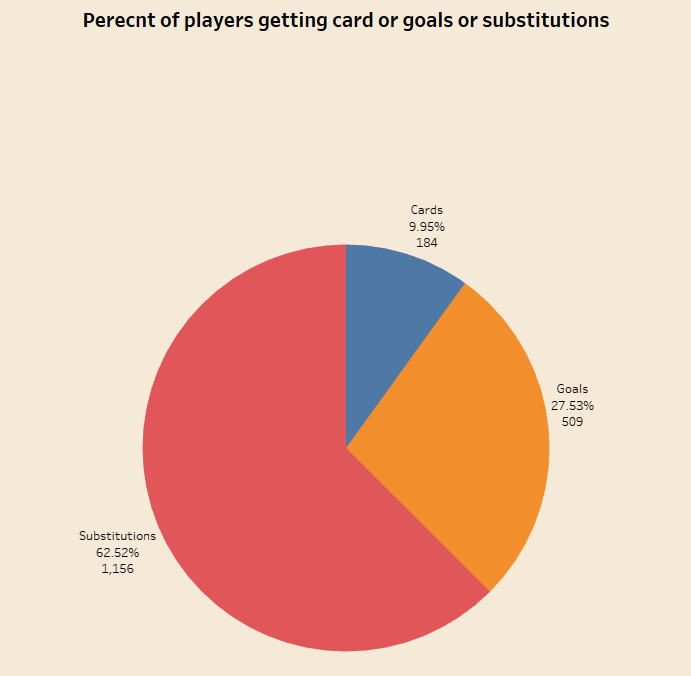 Perecnt of players getting card or goals or substitutions
Cards
9.95%
184
Goals
27.53%
509
Substitutions
62.52%
1,156